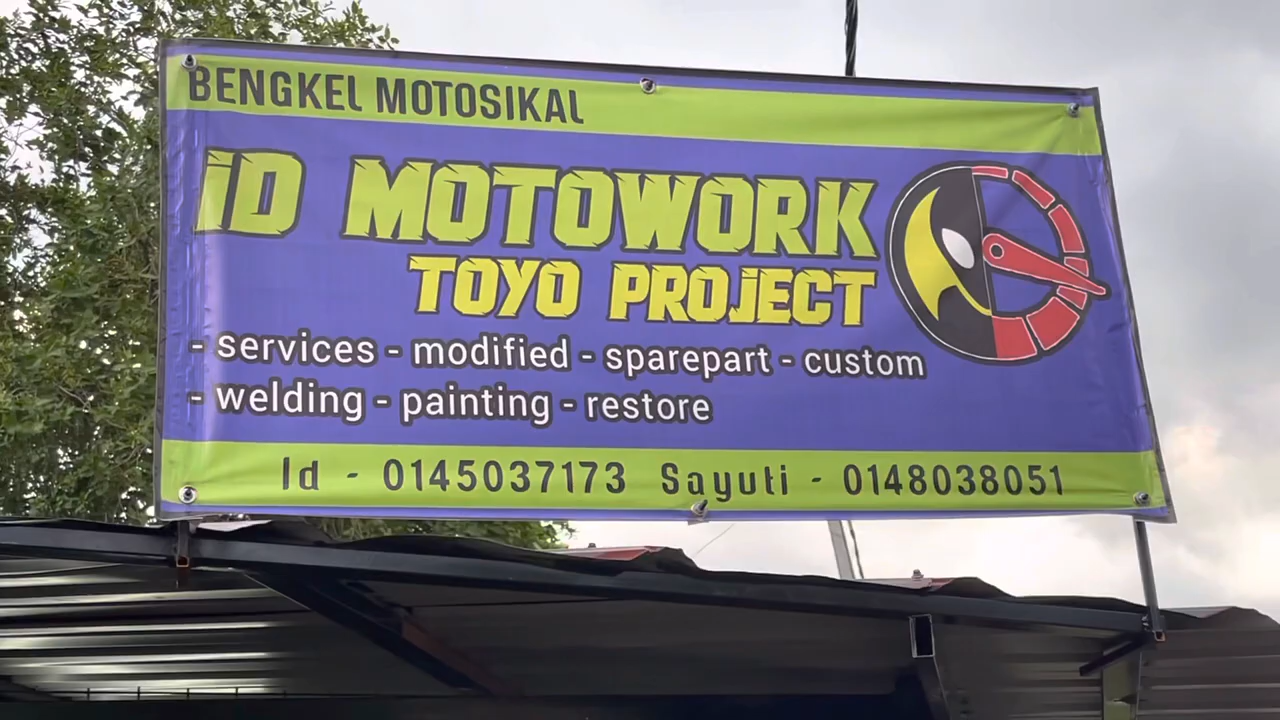 BENGKEL MOTOSIKAL
iD MOTOWORK
TOYO PROJECT
- services - modified - sparepart - custom
- welding - painting - restore
Id - 0145037173 Sayuti - 0148038051